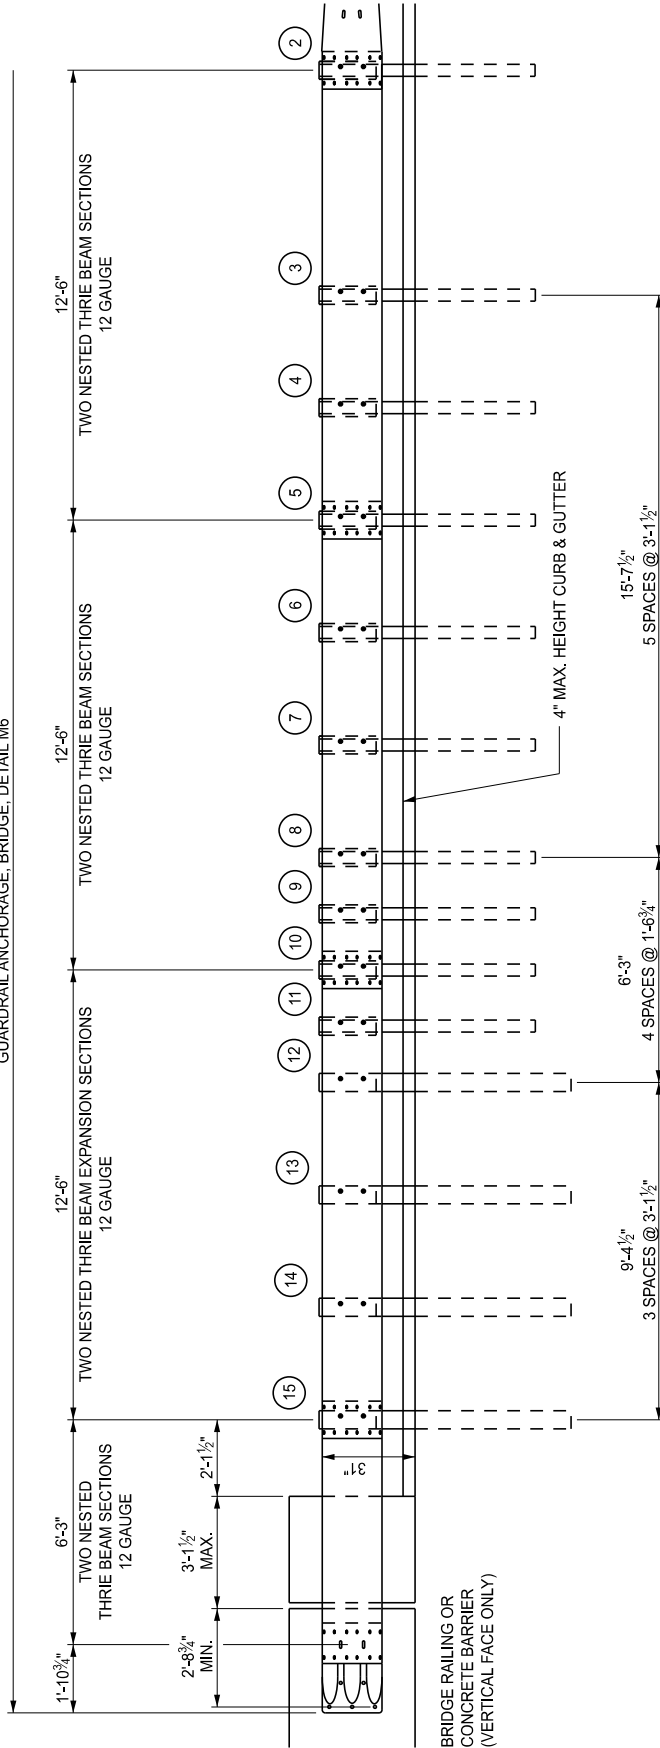 GUARDRAIL ANCHORAGE, BRIDGE, DETAIL M6
1'-10¾"
6'-3"
TWO NESTED
THRIE BEAM SECTIONS
12 GAUGE
12'-6"
TWO NESTED THRIE BEAM EXPANSION SECTIONS
12 GAUGE
12'-6"
TWO NESTED THRIE BEAM SECTIONS
12 GAUGE
12'-6"
TWO NESTED THRIE BEAM SECTIONS
12 GAUGE
2'-8¾"
MIN.
3'-1½"
MAX.
2'-1½"
15
14
13
12
11
10
9
8
7
6
5
4
3
2
31"
BRIDGE RAILING OR
CONCRETE BARRIER
(VERTICAL FACE ONLY)
4" MAX. HEIGHT CURB & GUTTER
9'-4½"
3 SPACES @ 3'-1½"
6'-3"
4 SPACES @ 1'-6¾"
15'-7½"
5 SPACES @ 3'-1½"